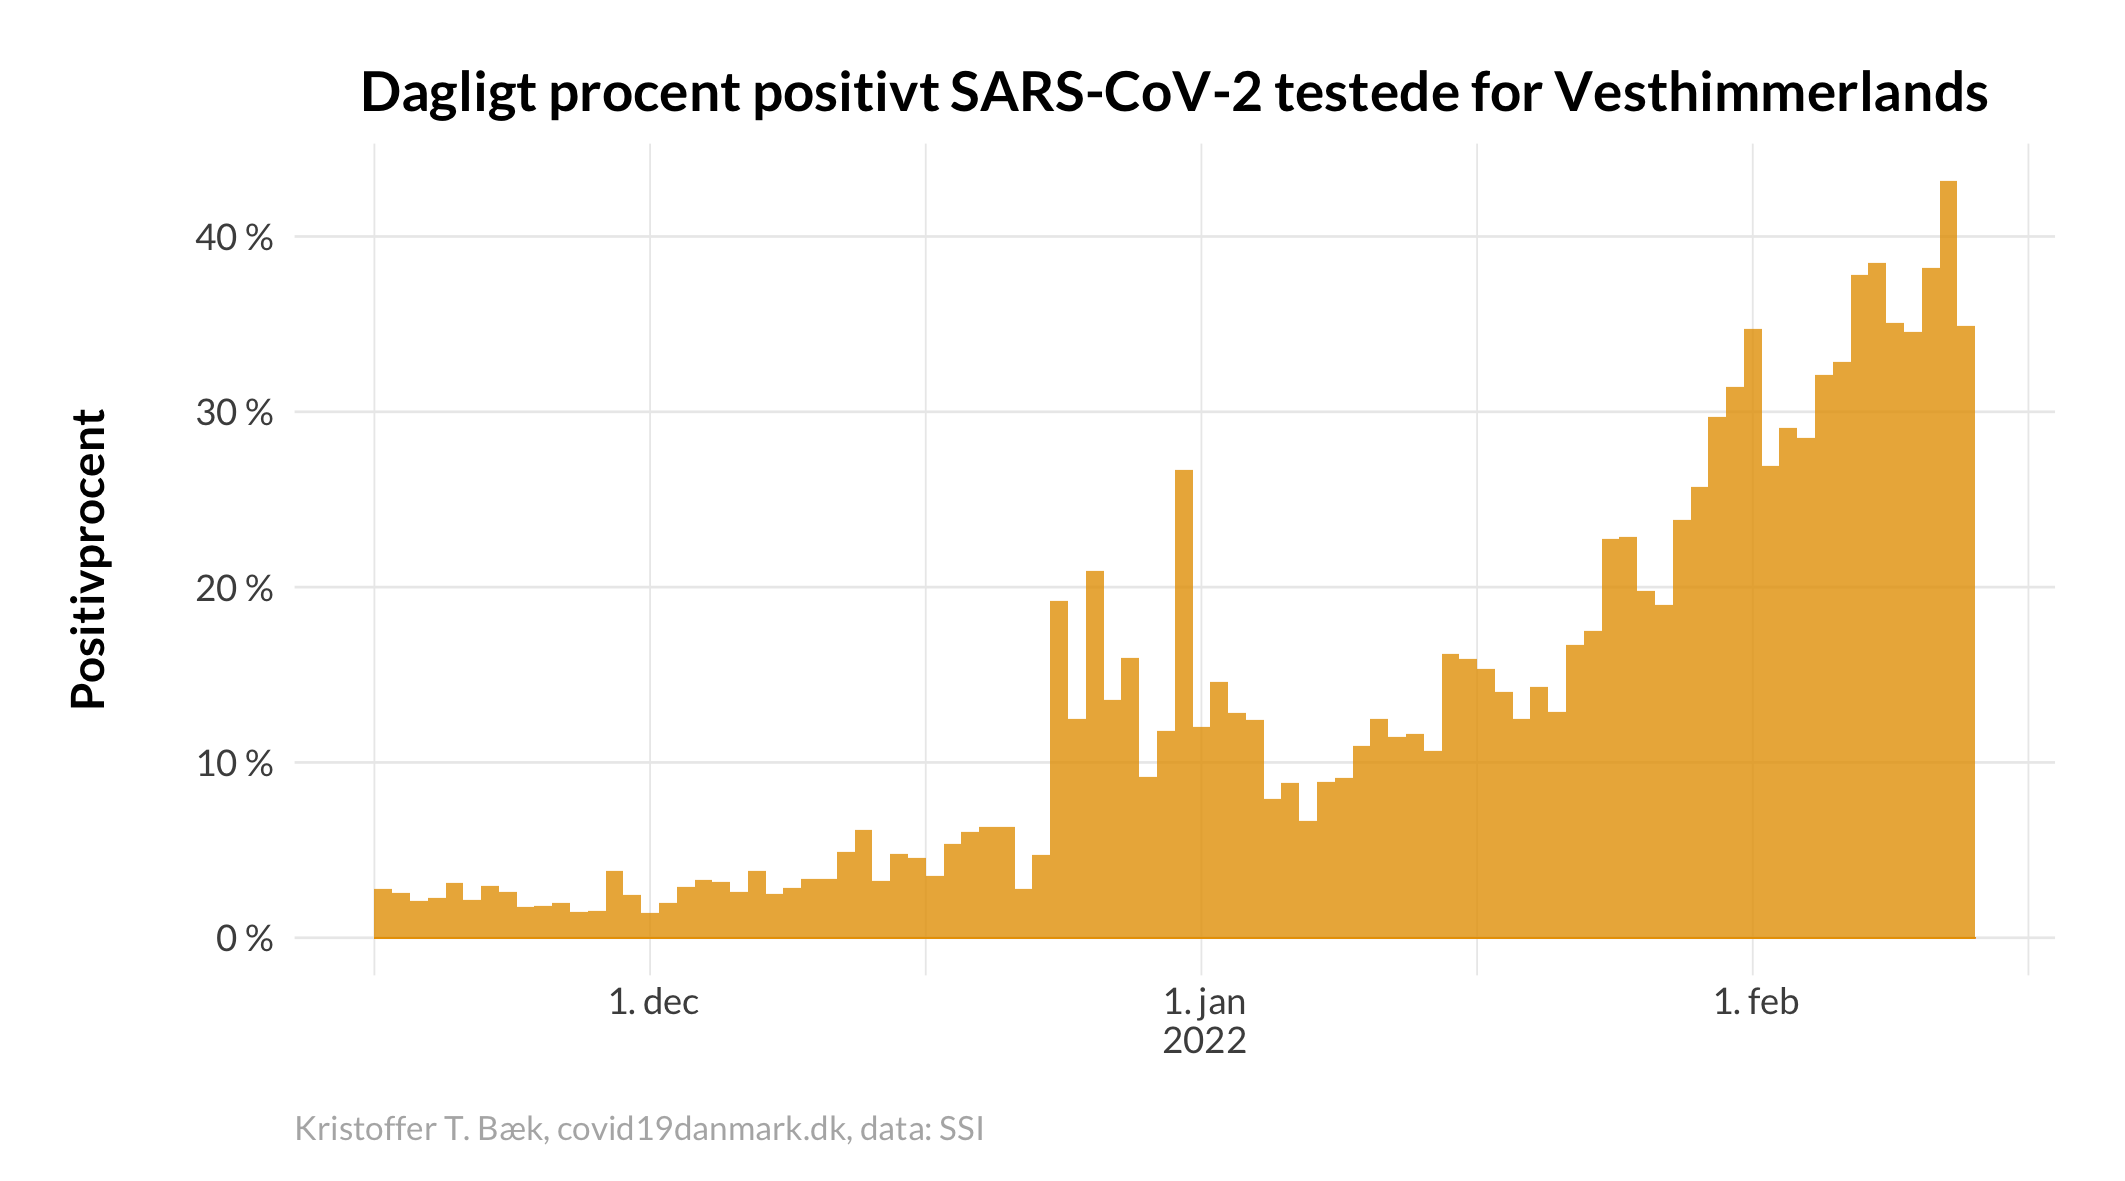 Dagligt procent positivt SARS-CoV-2 testede for Vesthimmerlands
Positivprocent
40 %
30 %
20 %
10 %
0 %
1. dec
1. jan
2022
1. feb
Kristoffer T. Bæk, covid19danmark.dk, data: SSI